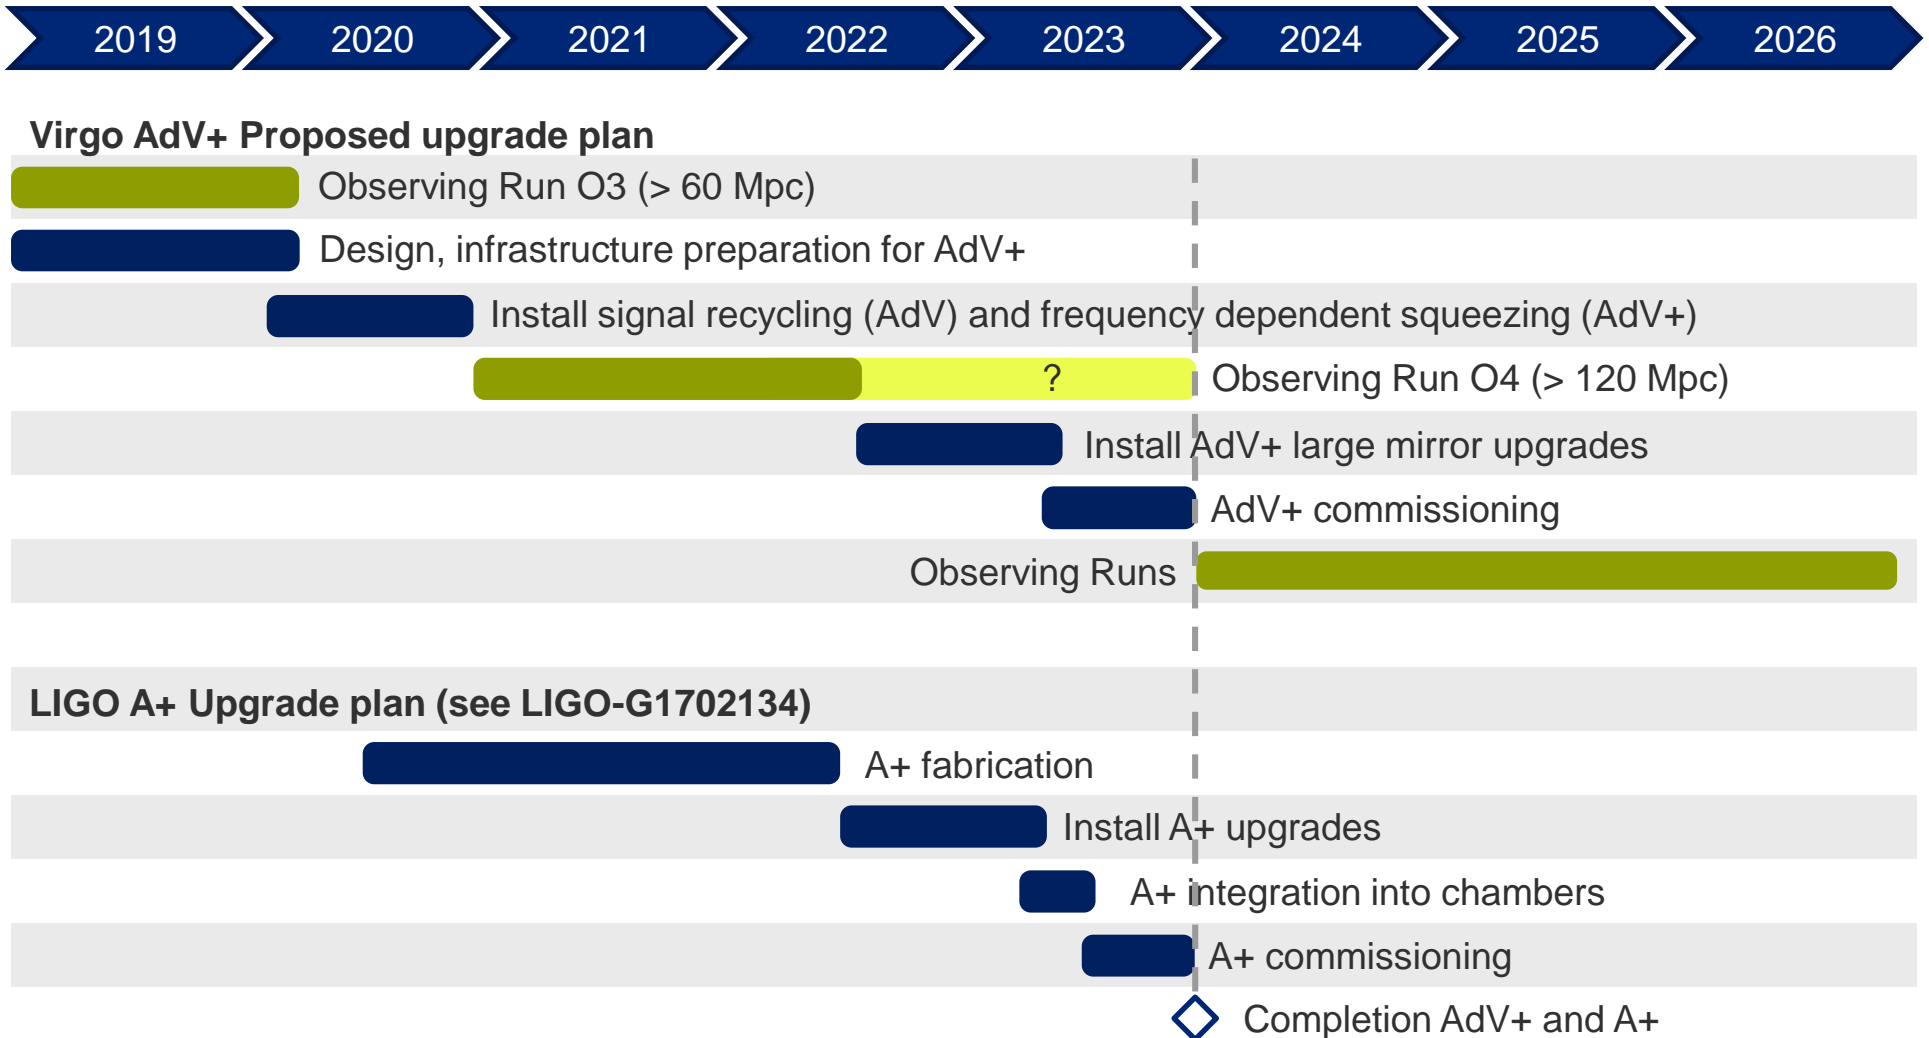 2019 2020 2021 2022 2023 2024 2025 2026
Virgo AdV+ Proposed upgrade plan
Observing Run O3 (> 60 Mpc)
Design, infrastructure preparation for AdV+
Install signal recycling (AdV) and frequency dependent squeezing (AdV+)
? Observing Run O4 (> 120 Mpc)
Install AdV+ large mirror upgrades
AdV+ commissioning
Observing Runs
LIGO A+ Upgrade plan (see LIGO-G1702134)
A+ fabrication
Install A+ upgrades
A+ integration into chambers
A+ commissioning
Completion AdV+ and A+